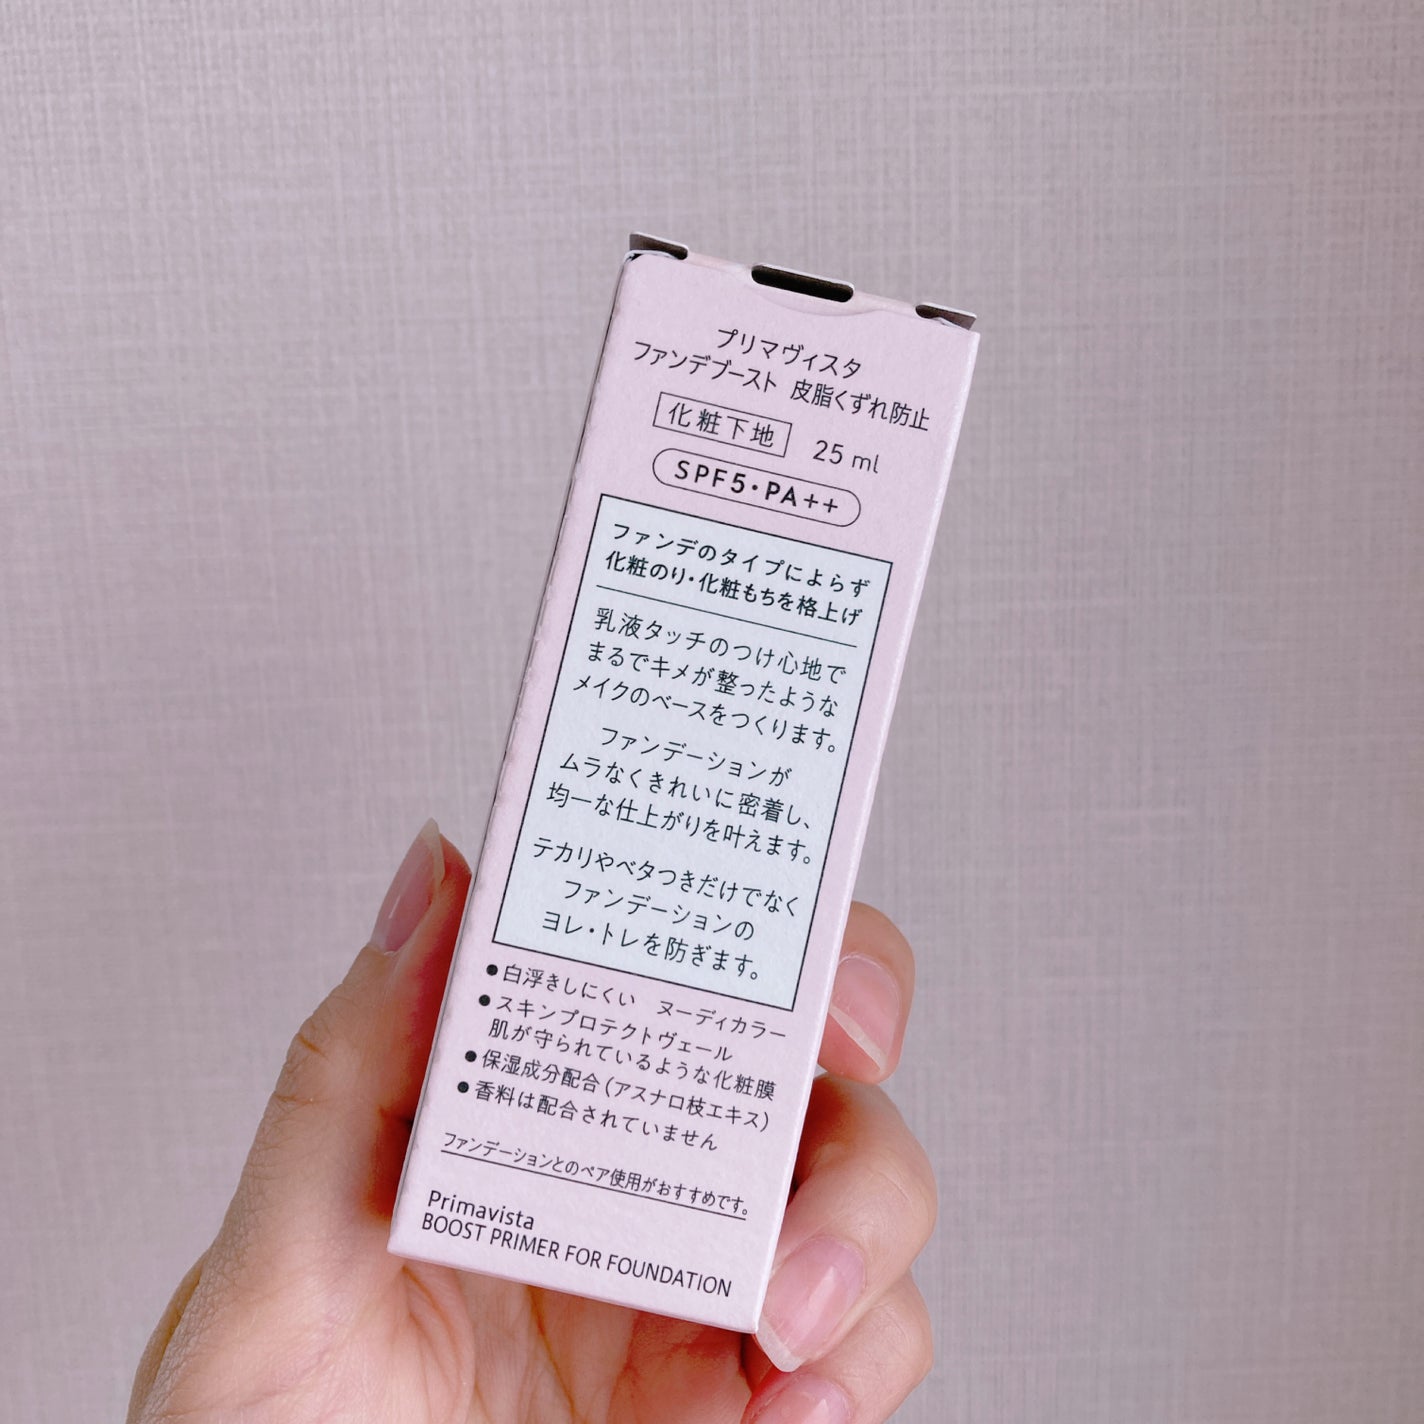 プリマヴィスタ
ファンデブースト 皮脂くずれ防止
化粧下地 25 ml
SPF5・PA++
ファンデのタイプによらず
化粧のり・化粧もちを格上げ
乳液タッチのつけ心地で
まるでキメが整ったような
メイクのベースをつくります。
ファンデーションが
ムラなくきれいに密着し、
均一な仕上がりを叶えます。
テカリやベタつきだけでなく
ファンデーションの
ヨレ・トレを防ぎます。
●白浮きしにくい ヌーディカラー
●スキンプロテクトヴェール
肌が守られているような化粧膜
●保湿成分配合(アスナロ枝エキス)
●香料は配合されていません
ファンデーションとのペア使用がおすすめです。
Primavista
BOOST PRIMER FOR FOUNDATION